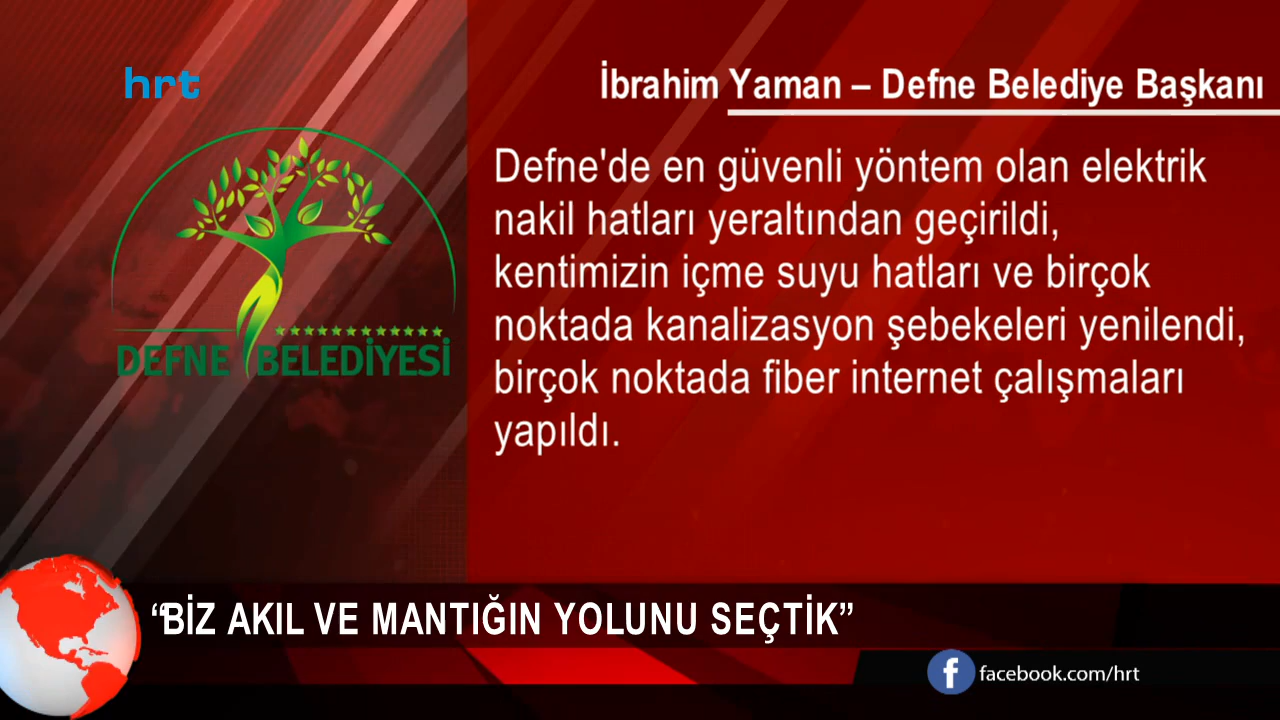 hrt
İbrahim Yaman – Defne Belediye Başkanı
DEFNE BELEDİYESİ
Defne'de en güvenli yöntem olan elektrik
nakil hatları yeraltından geçirildi,
kentimizin içme suyu hatları ve birçok
noktada kanalizasyon şebekeleri yenilendi,
birçok noktada fiber internet çalışmaları
yapıldı.
“BİZ AKIL VE MANTIĞIN YOLUNU SEÇTİK”
f facebook.com/hrt